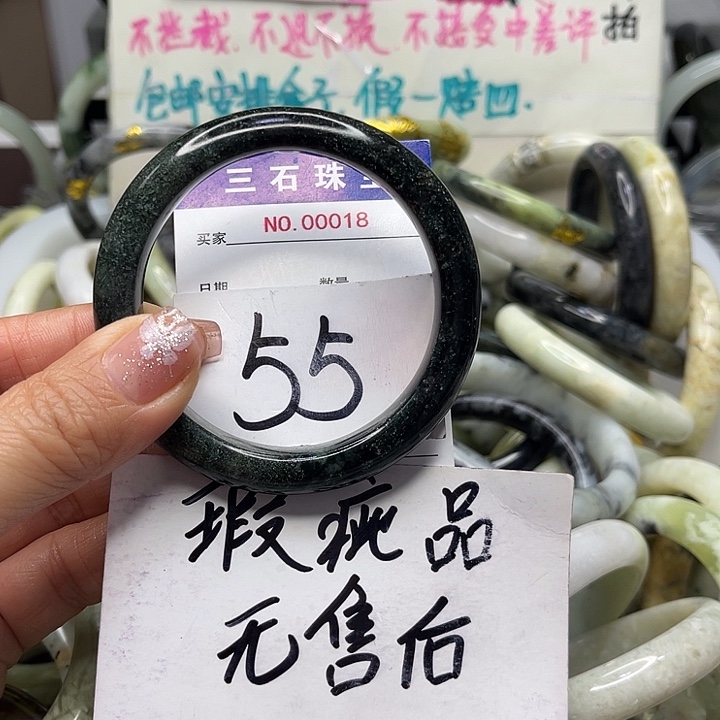 不拦截.不退不换.不接受中差评拍
包邮安排盒子.假一赔四.
三石珠宝
NO.00018
买家
日期 数量
55
瑕疵品
无售后